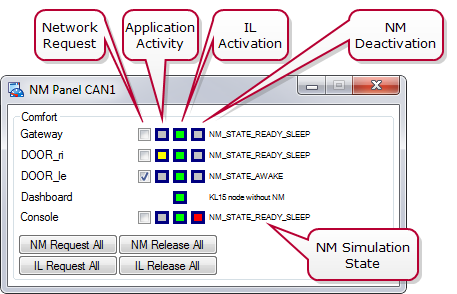 Network
Request
Application
Activity
IL
Activation
NM
Deactivation
NM Panel CAN1
Comfort
Gateway
NM_STATE_READY_SLEEP
DOOR_ri
NM_STATE_READY_SLEEP
DOOR_le
NM_STATE_AWAKE
Dashboard
KL15 node without NM
Console
NM_STATE_READY_SLEEP
NM Request All
NM Release All
IL Request All
IL Release All
NM Simulation
State